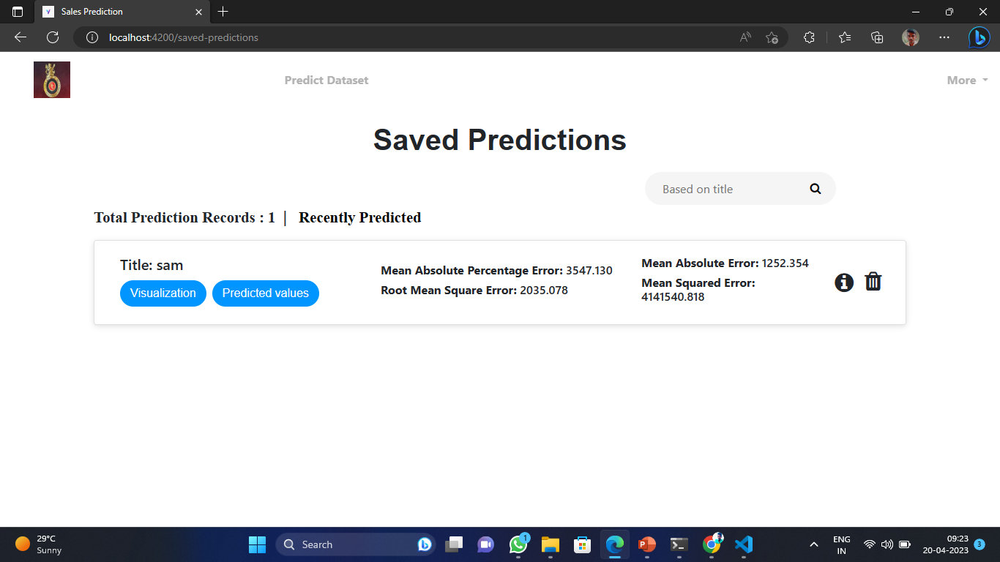 Sales Prediction
localhost:4200/saved-predictions
Predict Dataset
More
Saved Predictions
Based on title
Total Prediction Records : 1 | Recently Predicted
Title: sam
Visualization
Predicted values
Mean Absolute Percentage Error: 3547.130
Root Mean Square Error: 2035.078
Mean Absolute Error: 1252.354
Mean Squared Error:
4141540.818
29°C
Sunny
Search
1
ENG
IN
09:23
20-04-2023
3